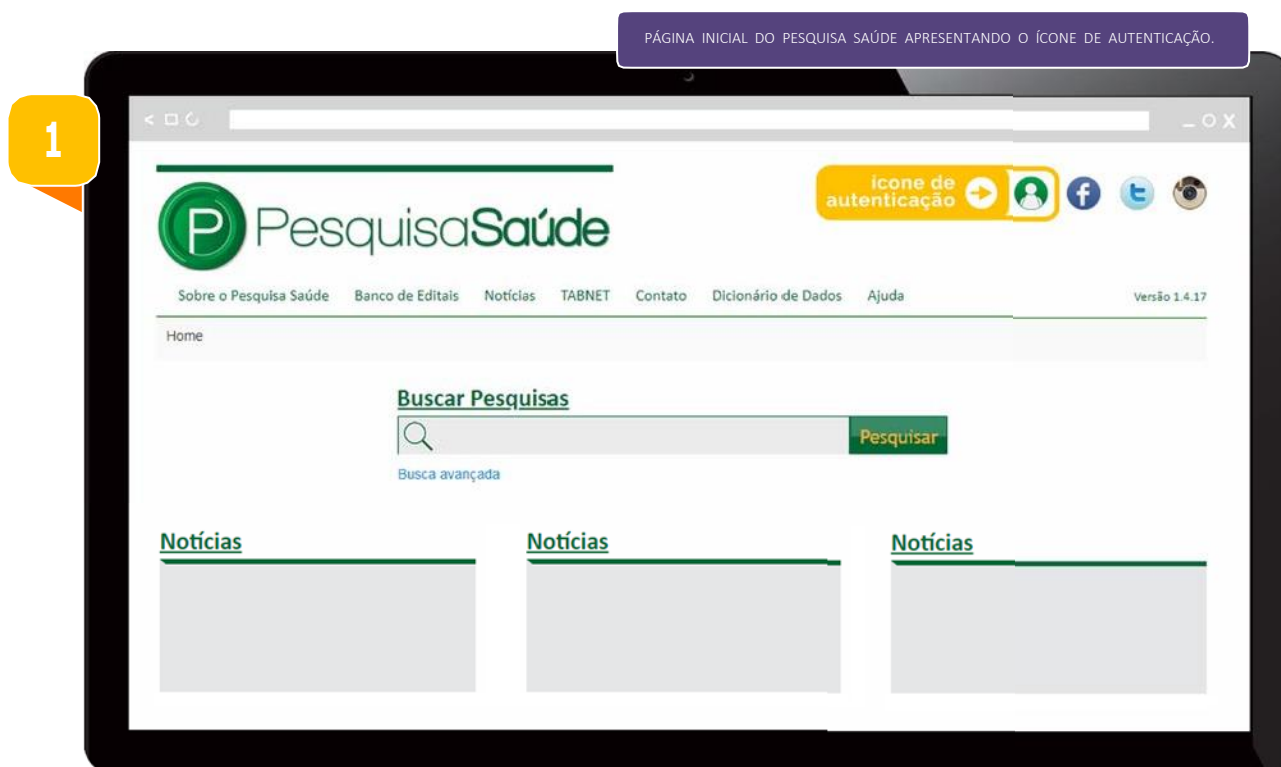 PÁGINA INICIAL DO PESQUISA SAÚDE APRESENTANDO O ÍCONE DE AUTENTICAÇÃO.
1
ícone de
autenticação
PesquisaSaúde
Sobre o Pesquisa Saúde Banco de Editais Notícias TABNET Contato Dicionário de Dados Ajuda Versão 1.4.17
Home
Buscar Pesquisas
Pesquisar
Busca avançada
Notícias Notícias Notícias